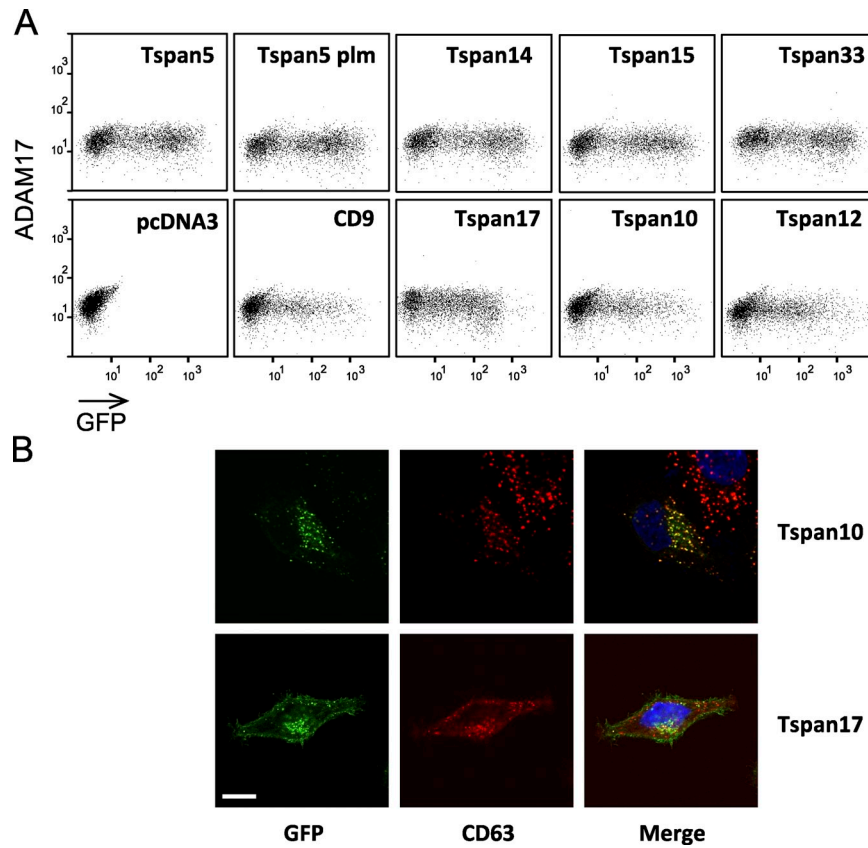 A
Tspan5 Tspan5 plm Tspan14 Tspan15 Tspan33
10³
10²
10¹
ADAM17
pcDNA3 CD9 Tspan17 Tspan10 Tspan12
10³
10²
10¹
10¹ 10² 10³ 10¹ 10² 10³ 10¹ 10² 10³ 10¹ 10² 10³ 10¹ 10² 10³
GFP
B
Tspan10
Tspan17
GFP CD63 Merge